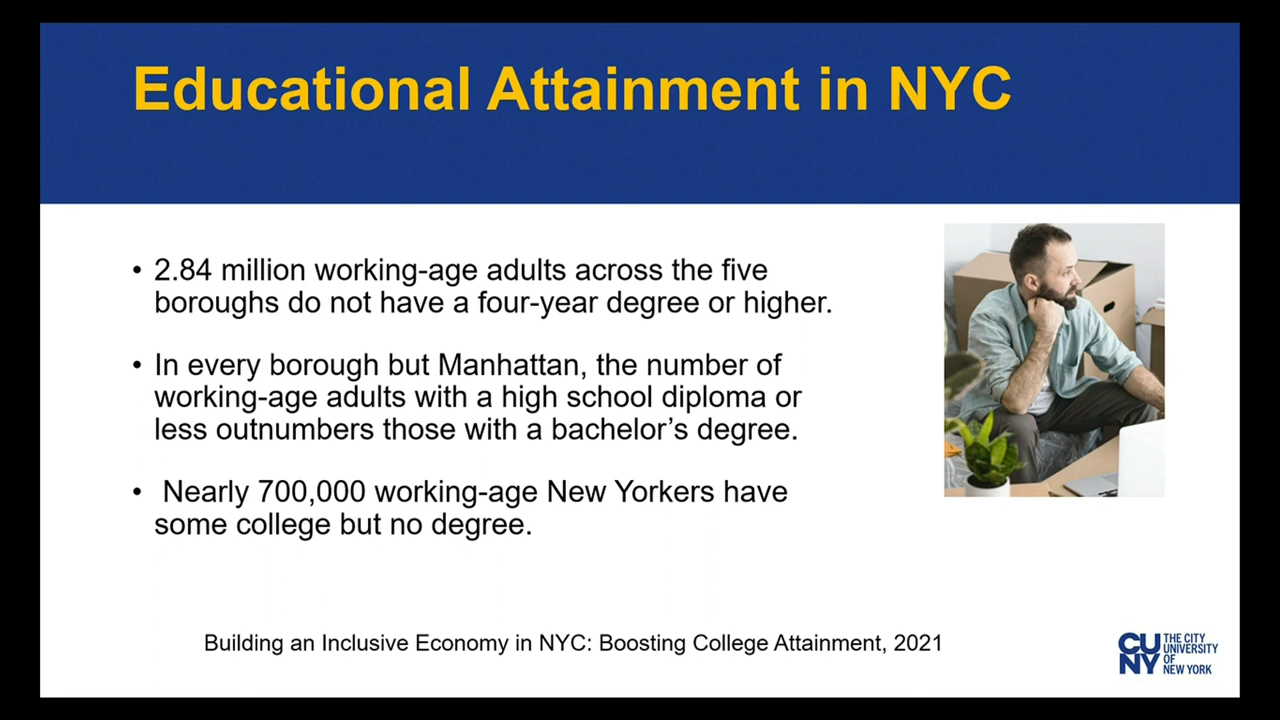 Educational Attainment in NYC
• 2.84 million working-age adults across the five
boroughs do not have a four-year degree or higher.
• In every borough but Manhattan, the number of
working-age adults with a high school diploma or
less outnumbers those with a bachelor’s degree.
• Nearly 700,000 working-age New Yorkers have
some college but no degree.
Building an Inclusive Economy in NYC: Boosting College Attainment, 2021
CU
NY
THE CITY
UNIVERSITY
OF
NEW YORK